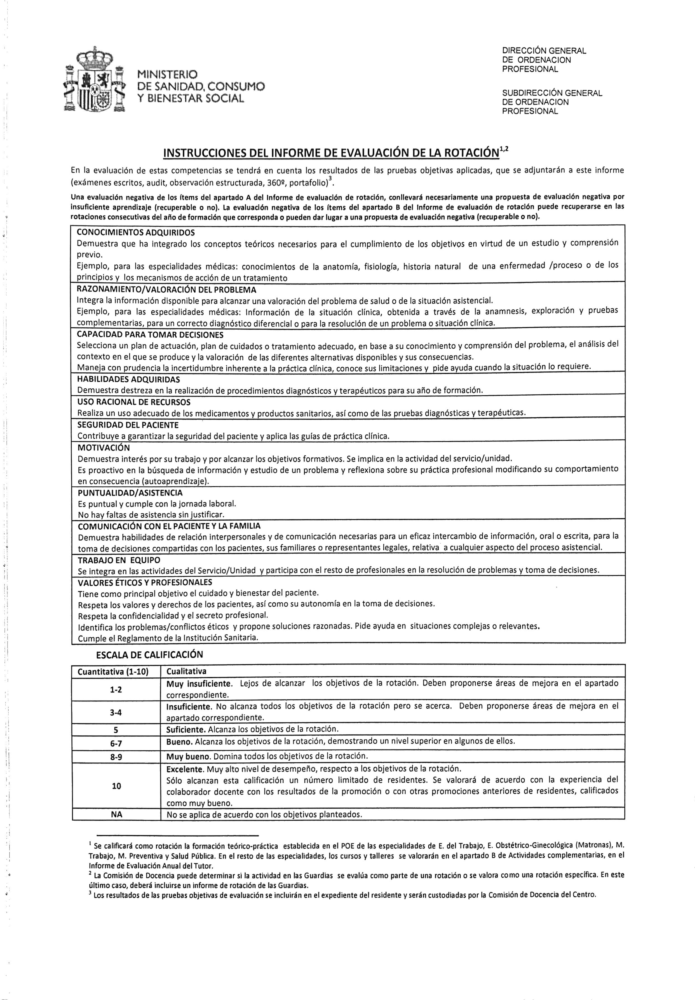 MINISTERIO
DE SANIDAD, CONSUMO
Y BIENESTAR SOCIAL
DIRECCIÓN GENERAL
DE ORDENACION
PROFESIONAL
SUBDIRECCIÓN GENERAL
DE ORDENACION
PROFESIONAL
INSTRUCCIONES DEL INFORME DE EVALUACIÓN DE LA ROTACIÓN1,2
En la evaluación de estas competencias se tendrá en cuenta los resultados de las pruebas objetivas aplicadas, que se adjuntarán a este informe
(exámenes escritos, audit, observación estructurada, 360º, portafolio)3.
Una evaluación negativa de los ítems del apartado A del Informe de evaluación de rotación, conllevará necesariamente una propuesta de evaluación negativa por
insuficiente aprendizaje (recuperable o no). La evaluación negativa de los ítems del apartado B del Informe de evaluación de rotación puede recuperarse en las
rotaciones consecutivas del año de formación que corresponda o pueden dar lugar a una propuesta de evaluación negativa (recuperable o no).
CONOCIMIENTOS ADQUIRIDOS
Demuestra que ha integrado los conceptos teóricos necesarios para el cumplimiento de los objetivos en virtud de un estudio y comprensión
previo.
Ejemplo, para las especialidades médicas: conocimientos de la anatomía, fisiología, historia natural de una enfermedad /proceso o de los
principios y los mecanismos de acción de un tratamiento
RAZONAMIENTO/VALORACIÓN DEL PROBLEMA
Integra la información disponible para alcanzar una valoración del problema de salud o de la situación asistencial.
Ejemplo, para las especialidades médicas: Información de la situación clínica, obtenida a través de la anamnesis, exploración y pruebas
complementarias, para un correcto diagnóstico diferencial o para la resolución de un problema o situación clínica.
CAPACIDAD PARA TOMAR DECISIONES
Selecciona un plan de actuación, plan de cuidados o tratamiento adecuado, en base a su conocimiento y comprensión del problema, el análisis del
contexto en el que se produce y la valoración de las diferentes alternativas disponibles y sus consecuencias.
Maneja con prudencia la incertidumbre inherente a la práctica clínica, conoce sus limitaciones y pide ayuda cuando la situación lo requiere.
HABILIDADES ADQUIRIDAS
Demuestra destreza en la realización de procedimientos diagnósticos y terapéuticos para su año de formación.
USO RACIONAL DE RECURSOS
Realiza un uso adecuado de los medicamentos y productos sanitarios, así como de las pruebas diagnósticas y terapéuticas.
SEGURIDAD DEL PACIENTE
Contribuye a garantizar la seguridad del paciente y aplica las guías de práctica clínica.
MOTIVACIÓN
Demuestra interés por su trabajo y por alcanzar los objetivos formativos. Se implica en la actividad del servicio/unidad.
Es proactivo en la búsqueda de información y estudio de un problema y reflexiona sobre su práctica profesional modificando su comportamiento
en consecuencia (autoaprendizaje).
PUNTUALIDAD/ASISTENCIA
Es puntual y cumple con la jornada laboral.
No hay faltas de asistencia sin justificar.
COMUNICACIÓN CON EL PACIENTE Y LA FAMILIA
Demuestra habilidades de relación interpersonales y de comunicación necesarias para un eficaz intercambio de información, oral o escrita, para la
toma de decisiones compartidas con los pacientes, sus familiares o representantes legales, relativa a cualquier aspecto del proceso asistencial.
TRABAJO EN EQUIPO
Se integra en las actividades del Servicio/Unidad y participa con el resto de profesionales en la resolución de problemas y toma de decisiones.
VALORES ÉTICOS Y PROFESIONALES
Tiene como principal objetivo el cuidado y bienestar del paciente.
Respeta los valores y derechos de los pacientes, así como su autonomía en la toma de decisiones.
Respeta la confidencialidad y el secreto profesional.
Identifica los problemas/conflictos éticos y propone soluciones razonadas. Pide ayuda en situaciones complejas o relevantes.
Cumple el Reglamento de la Institución Sanitaria.
ESCALA DE CALIFICACIÓN
Cuantitativa (1-10) Cualitativa
1-2 Muy insuficiente. Lejos de alcanzar los objetivos de la rotación. Deben proponerse áreas de mejora en el apartado
correspondiente.
3-4 Insuficiente. No alcanza todos los objetivos de la rotación pero se acerca. Deben proponerse áreas de mejora en el
apartado correspondiente.
5 Suficiente. Alcanza los objetivos de la rotación.
6-7 Bueno. Alcanza los objetivos de la rotación, demostrando un nivel superior en algunos de ellos.
8-9 Muy bueno. Domina todos los objetivos de la rotación.
10 Excelente. Muy alto nivel de desempeño, respecto a los objetivos de la rotación.
Sólo alcanzan esta calificación un número limitado de residentes. Se valorará de acuerdo con la experiencia del
colaborador docente con los resultados de la promoción o con otras promociones anteriores de residentes, calificados
como muy bueno.
NA No se aplica de acuerdo con los objetivos planteados.
1 Se calificará como rotación la formación teórico-práctica establecida en el POE de las especialidades de E. del Trabajo, E. Obstétrico-Ginecológica (Matronas), M.
Trabajo, M. Preventiva y Salud Pública. En el resto de las especialidades, los cursos y talleres se valorarán en el apartado B de Actividades complementarias, en el
Informe de Evaluación Anual del Tutor.
2 La Comisión de Docencia puede determinar si la actividad en las Guardias se evalúa como parte de una rotación o se valora como una rotación específica. En este
último caso, deberá incluirse un informe de rotación de las Guardias.
3 Los resultados de las pruebas objetivas de evaluación se incluirán en el expediente del residente y serán custodiadas por la Comisión de Docencia del Centro.